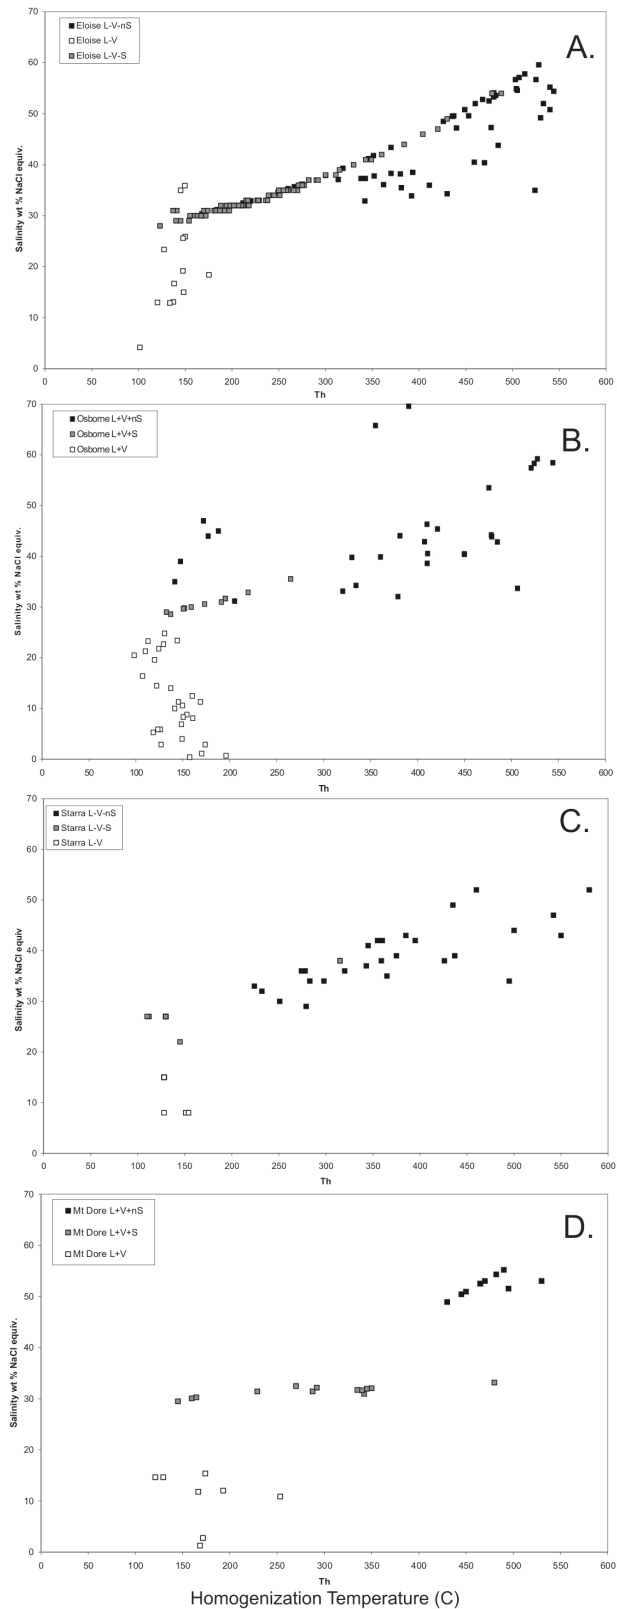 Eloise L-V-nS
Eloise L-V
Eloise L-V-S
A.
Salinity wt % NaCl equiv.
70
60
50
40
30
20
10
0
0 50 100 150 200 250 300 350 400 450 500 550 600
Th
Osborne L+V+nS
Osborne L+V+S
Osborne L+V
B.
Salinity wt % NaCl equiv.
70
60
50
40
30
20
10
0
0 50 100 150 200 250 300 350 400 450 500 550 600
Th
Starra L-V-nS
Starra L-V-S
Starra L-V
C.
Salinity wt % NaCl equiv
70
60
50
40
30
20
10
0
0 50 100 150 200 250 300 350 400 450 500 550 600
Th
Mt Dore L+V+nS
Mt Dore L+V+S
Mt Dore L+V
D.
Salinity wt % NaCl equiv.
70
60
50
40
30
20
10
0
0 50 100 150 200 250 300 350 400 450 500 550 600
Th
Homogenization Temperature (C)